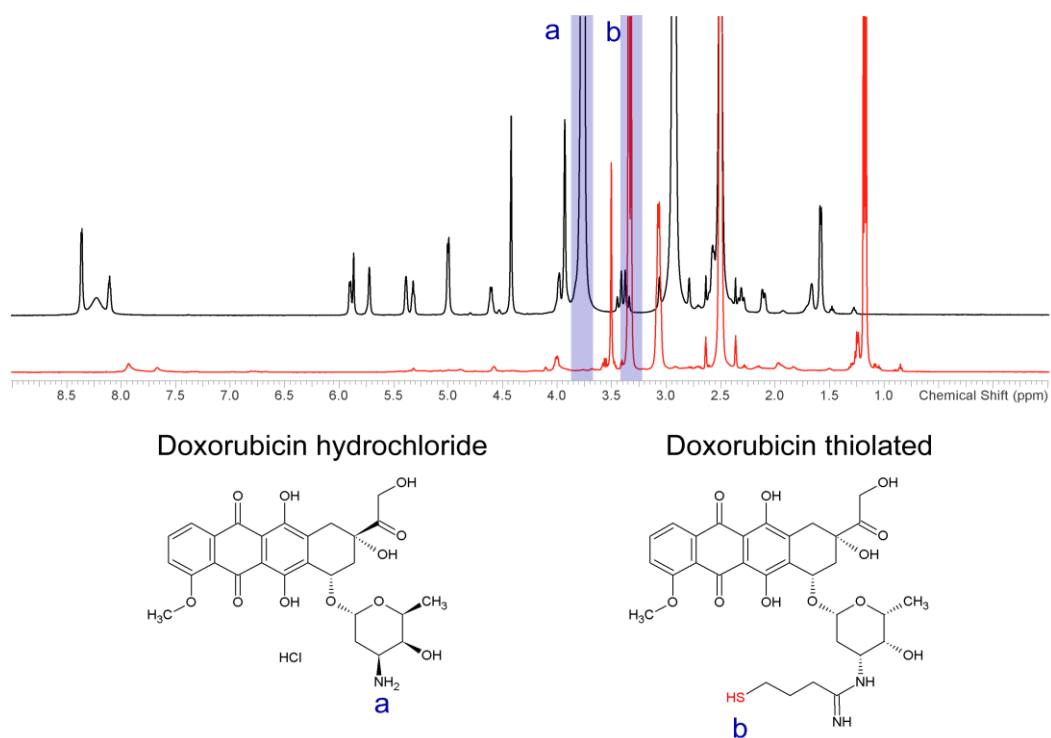 a b
8.5 8.0 7.5 7.0 6.5 6.0 5.5 5.0 4.5 4.0 3.5 3.0 2.5 2.0 1.5 1.0 Chemical Shift (ppm)
Doxorubicin hydrochloride
Doxorubicin thiolated
OH
O OH
O
OH
O O OH
H₃C
O
O CH₃
HCl
OH
NH₂
a
OH
O OH
O
OH
O O OH
H₃C
O
O CH₃
OH
HS
NH
b
NH